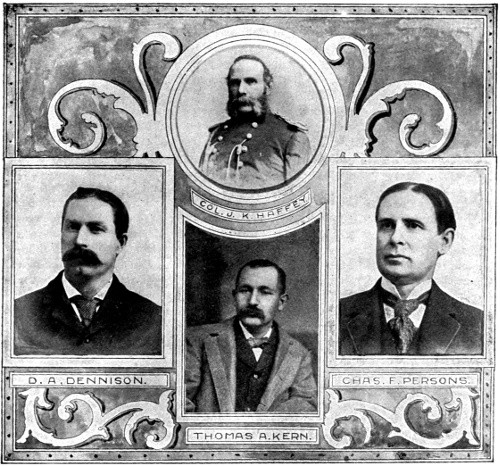 COL. J. K. HAFFEY
D. A. DENNISON.
CHAS. F. PERSONS.
THOMAS A. KERN.